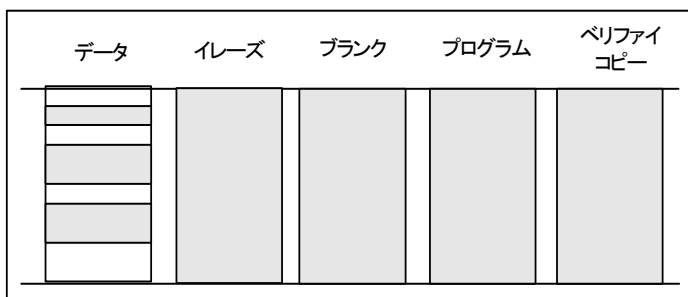 データ
イレーズ
ブランク
プログラム
ベリファイ
コピー